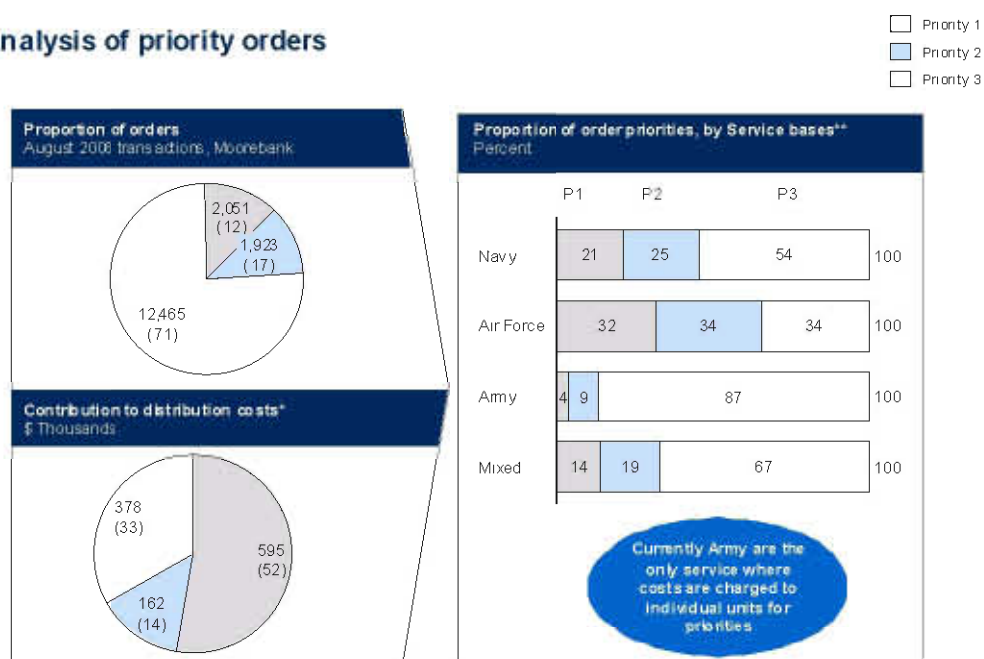 nalysis of priority orders
Priority 1
Priority 2
Priority 3
Proportion of orders
August 2008 transactions, Moorebank
2,051
(12)
1,923
(17)
12,465
(71)
Contribution to distribution costs*
$ Thousands
378
(33)
595
(52)
162
(14)
Proportion of order priorities, by Service bases**
Percent
P1 P2 P3
Navy 21 25 54 100
Air Force 32 34 34 100
Army 4 9 87 100
Mixed 14 19 67 100
Currently Army are the
only service where
costs are charged to
individual units for
priorities